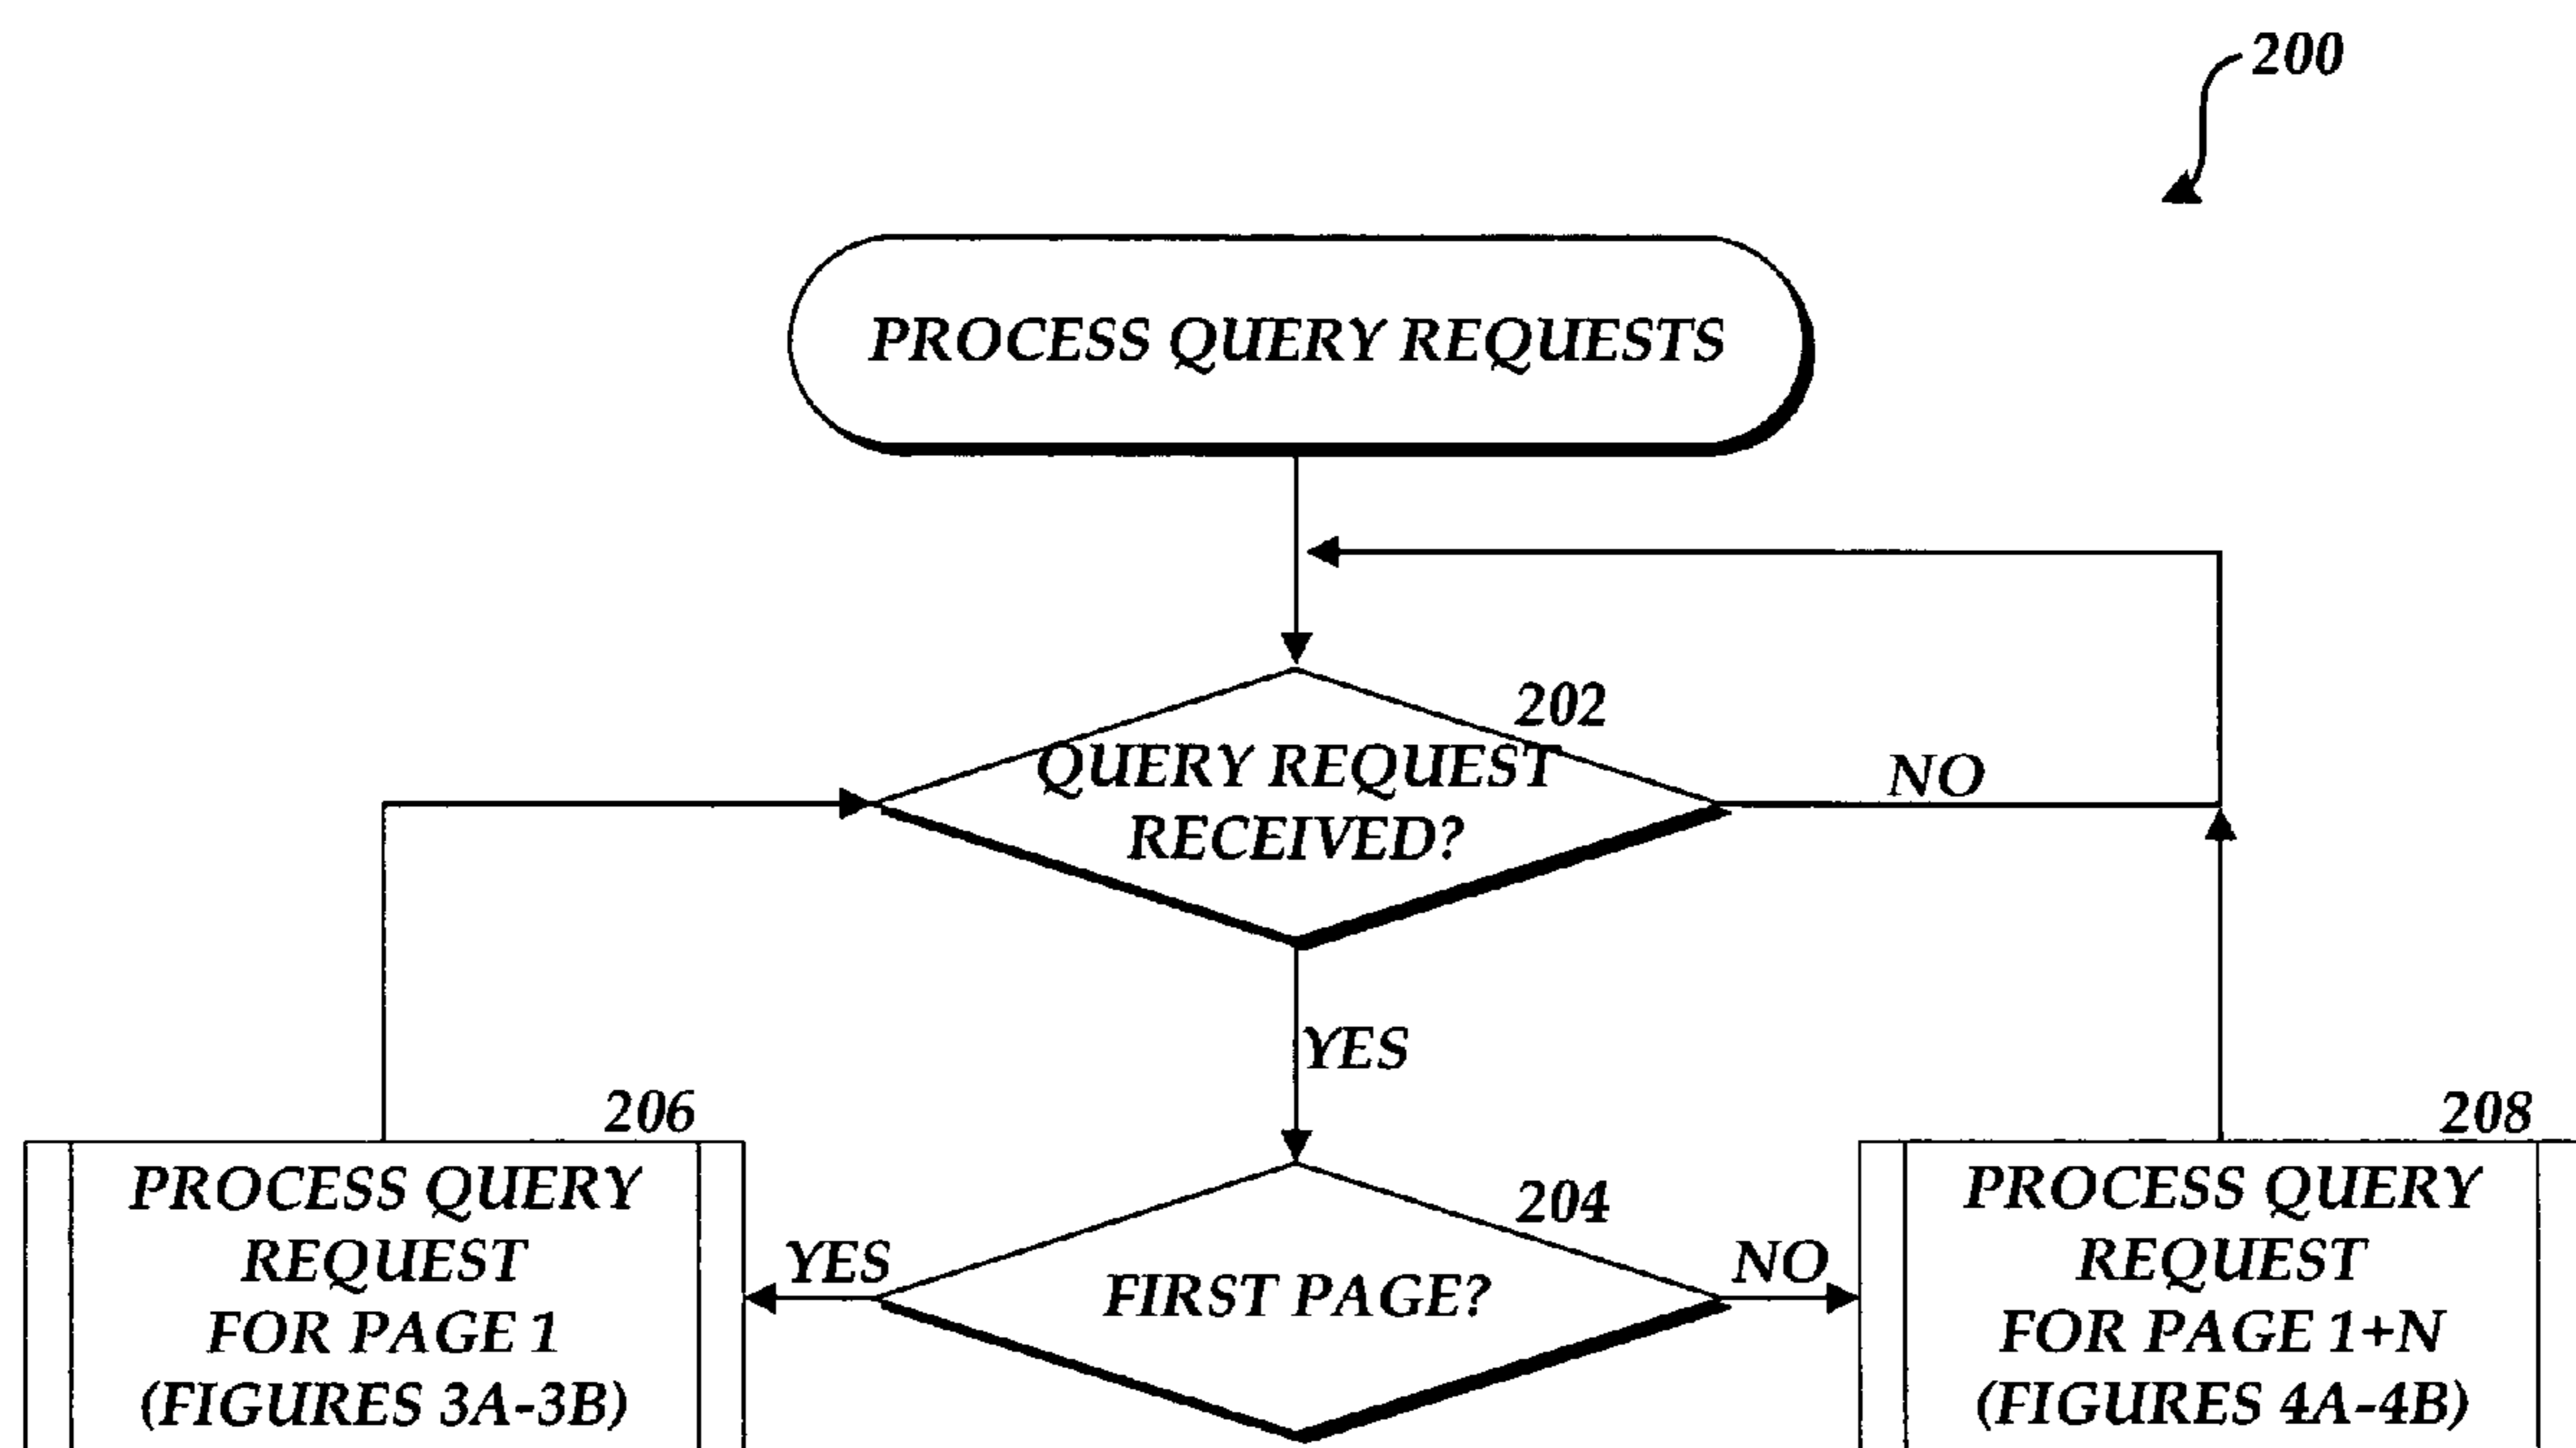 200
PROCESS QUERY REQUESTS
202
QUERY REQUEST
RECEIVED?
NO
YES
206
PROCESS QUERY
REQUEST
FOR PAGE 1
(FIGURES 3A-3B)
YES
204
FIRST PAGE?
NO
208
PROCESS QUERY
REQUEST
FOR PAGE 1+N
(FIGURES 4A-4B)